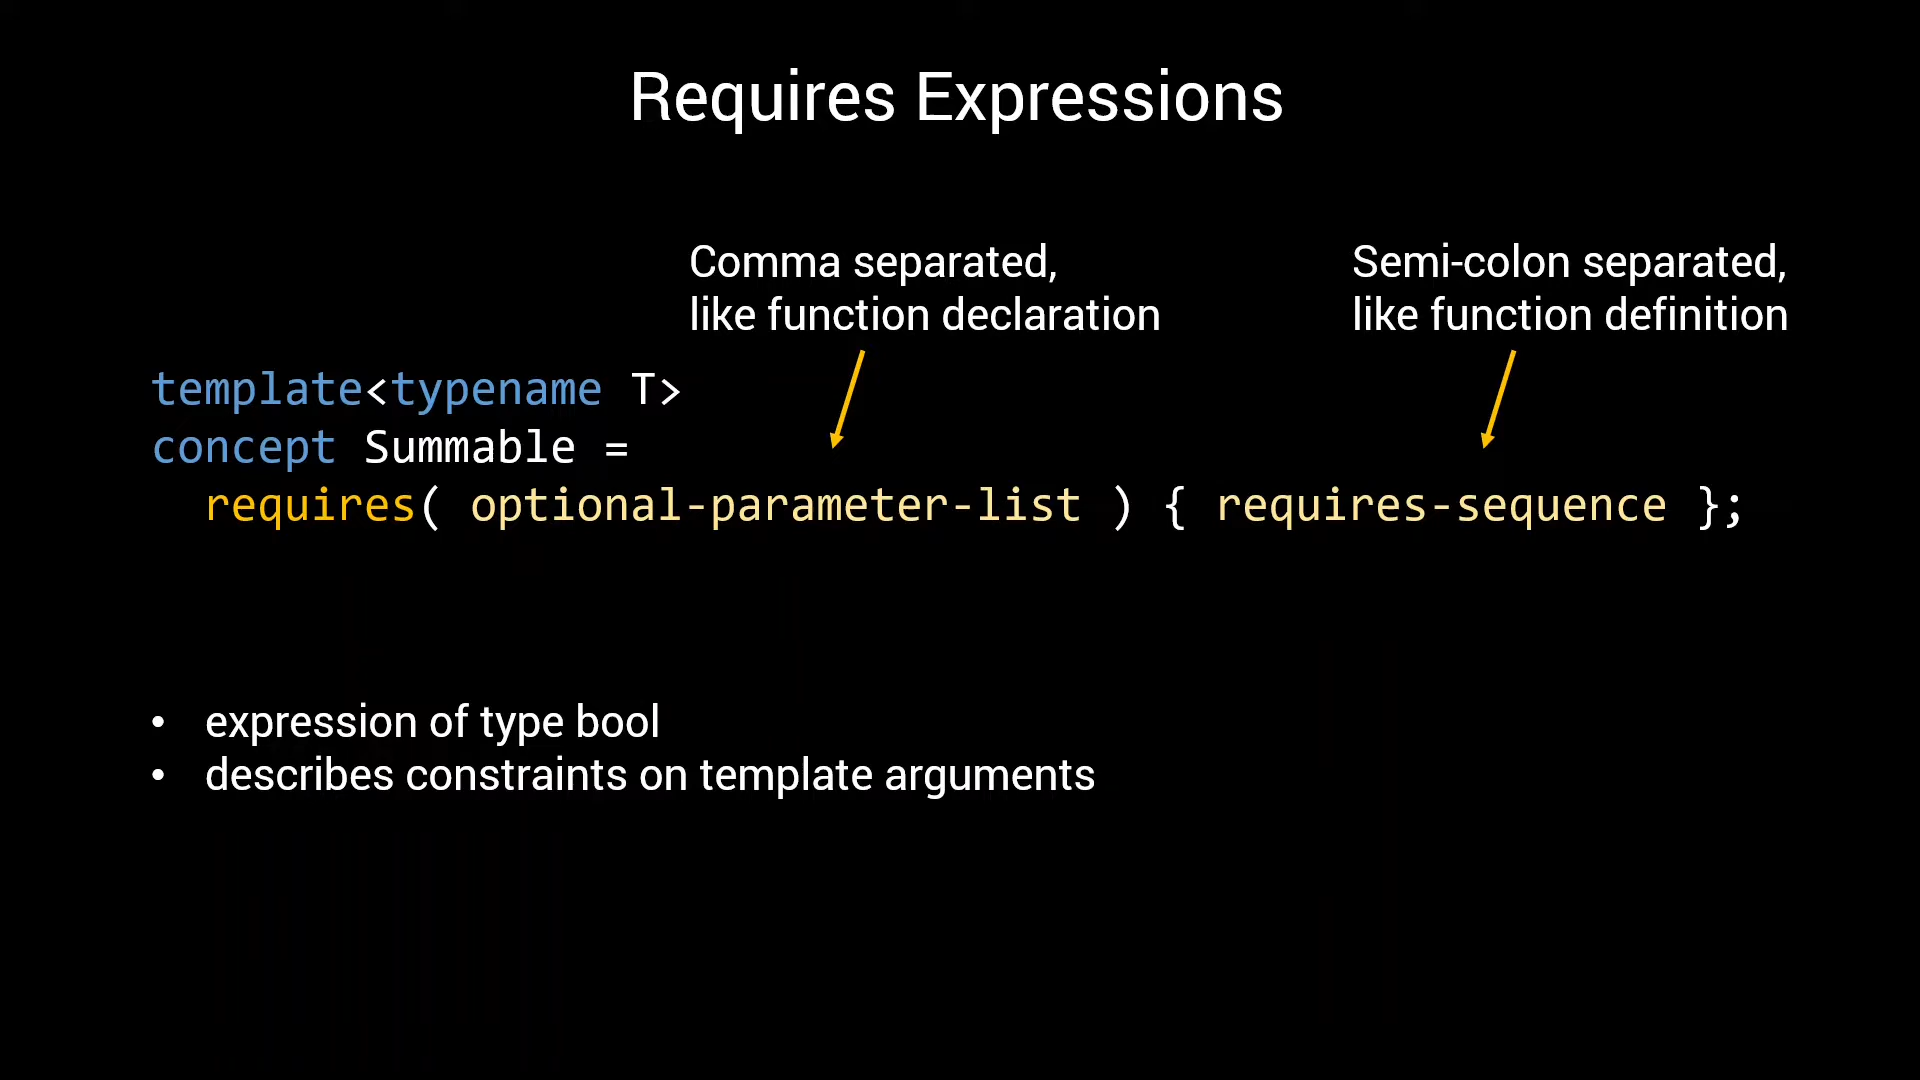 Requires Expressions
Comma separated,
like function declaration
Semi-colon separated,
like function definition
template<typename T>
concept Summable =
requires( optional-parameter-list ) { requires-sequence };
• expression of type bool
• describes constraints on template arguments